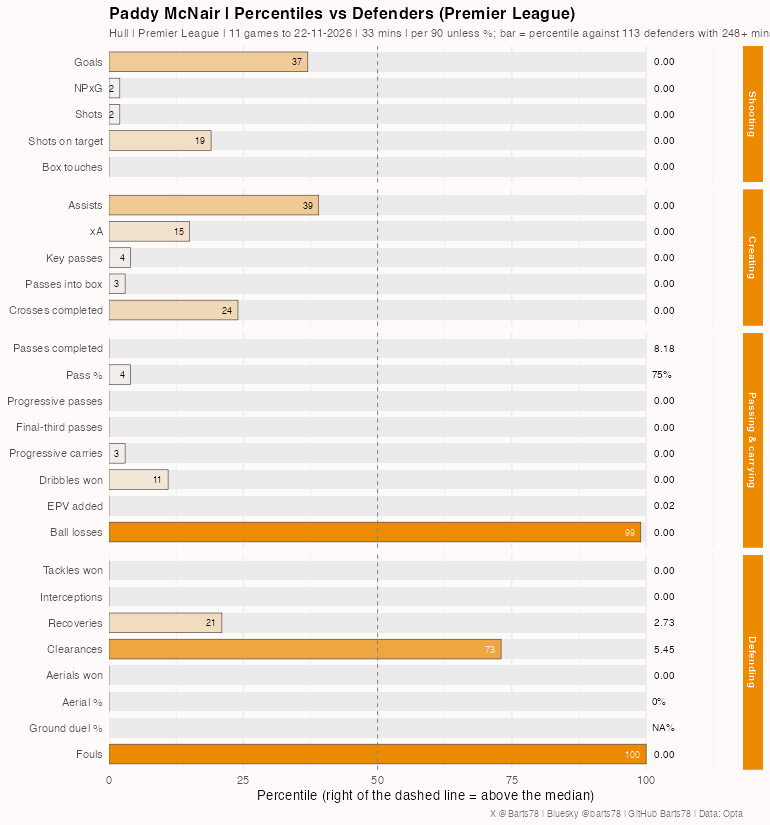 Paddy McNair | Percentiles vs Defenders (Premier League)
Hull | Premier League | 11 games to 22-11-2026 | 33 mins | per 90 unless %; bar = percentile against 113 defenders with 248+ min
Goals 37 0.00
NPxG 2 0.00
Shots 2 0.00
Shots on target 19 0.00
Box touches 0.00
Shooting
Assists 39 0.00
xA 15 0.00
Key passes 4 0.00
Passes into box 3 0.00
Crosses completed 24 0.00
Creating
Passes completed 8.18
Pass % 4 75%
Progressive passes 0.00
Final-third passes 0.00
Progressive carries 3 0.00
Dribbles won 11 0.00
EPV added 0.02
Ball losses 99 0.00
Passing & carrying
Tackles won 0.00
Interceptions 0.00
Recoveries 21 2.73
Clearances 73 5.45
Aerials won 0.00
Aerial % 0%
Ground duel % NA%
Fouls 100 0.00
Defending
0 25 50 75 100
Percentile (right of the dashed line = above the median)
X @Barts78 | Bluesky @barts78 | GitHub Barts78 | Data: Opta